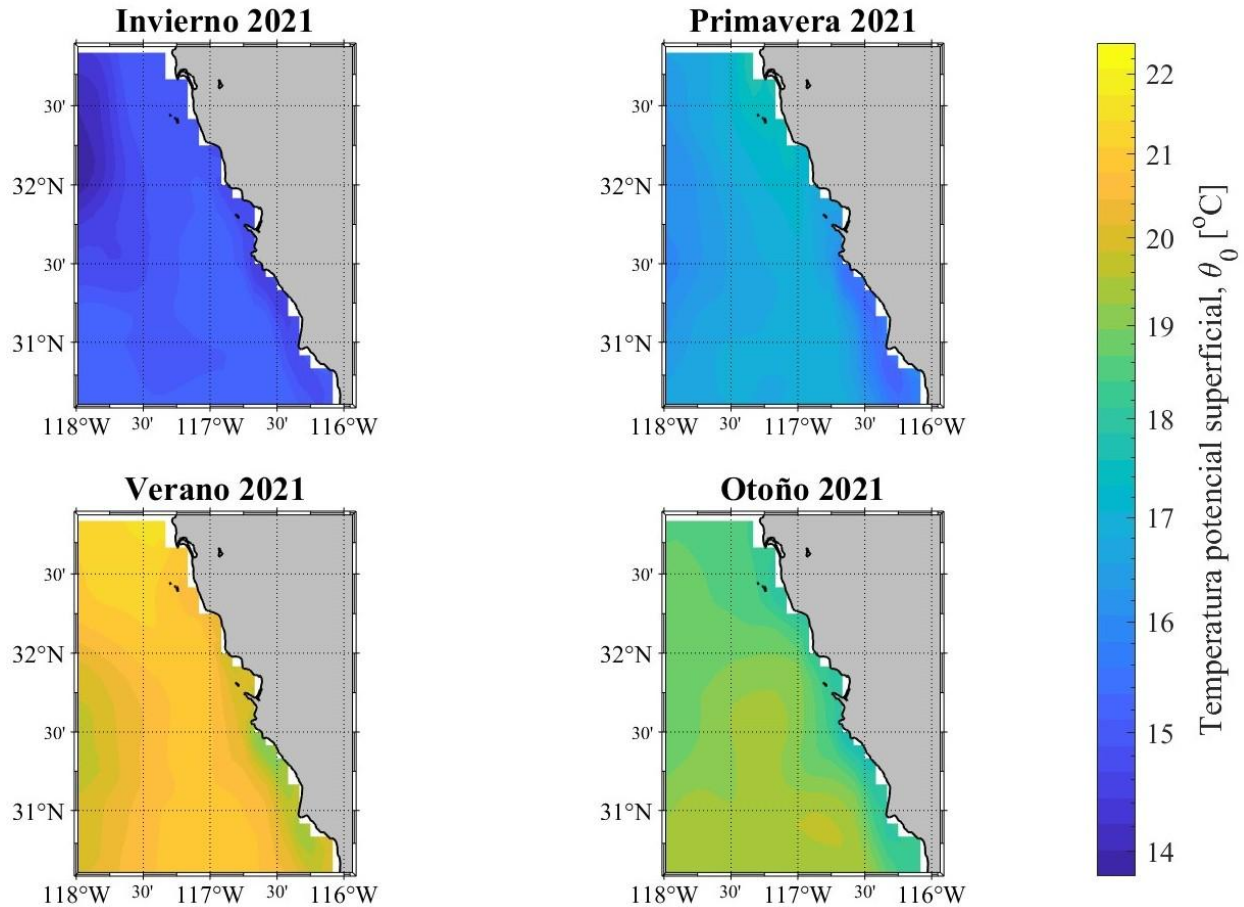 Invierno 2021
30'
32°N
30'
31°N
118°W 30' 117°W 30' 116°W
Primavera 2021
30'
32°N
30'
31°N
118°W 30' 117°W 30' 116°W
Verano 2021
30'
32°N
30'
31°N
118°W 30' 117°W 30' 116°W
Otoño 2021
30'
32°N
30'
31°N
118°W 30' 117°W 30' 116°W
22
21
20
19
18
17
16
15
14
Temperatura potencial superficial, θ₀ [°C]